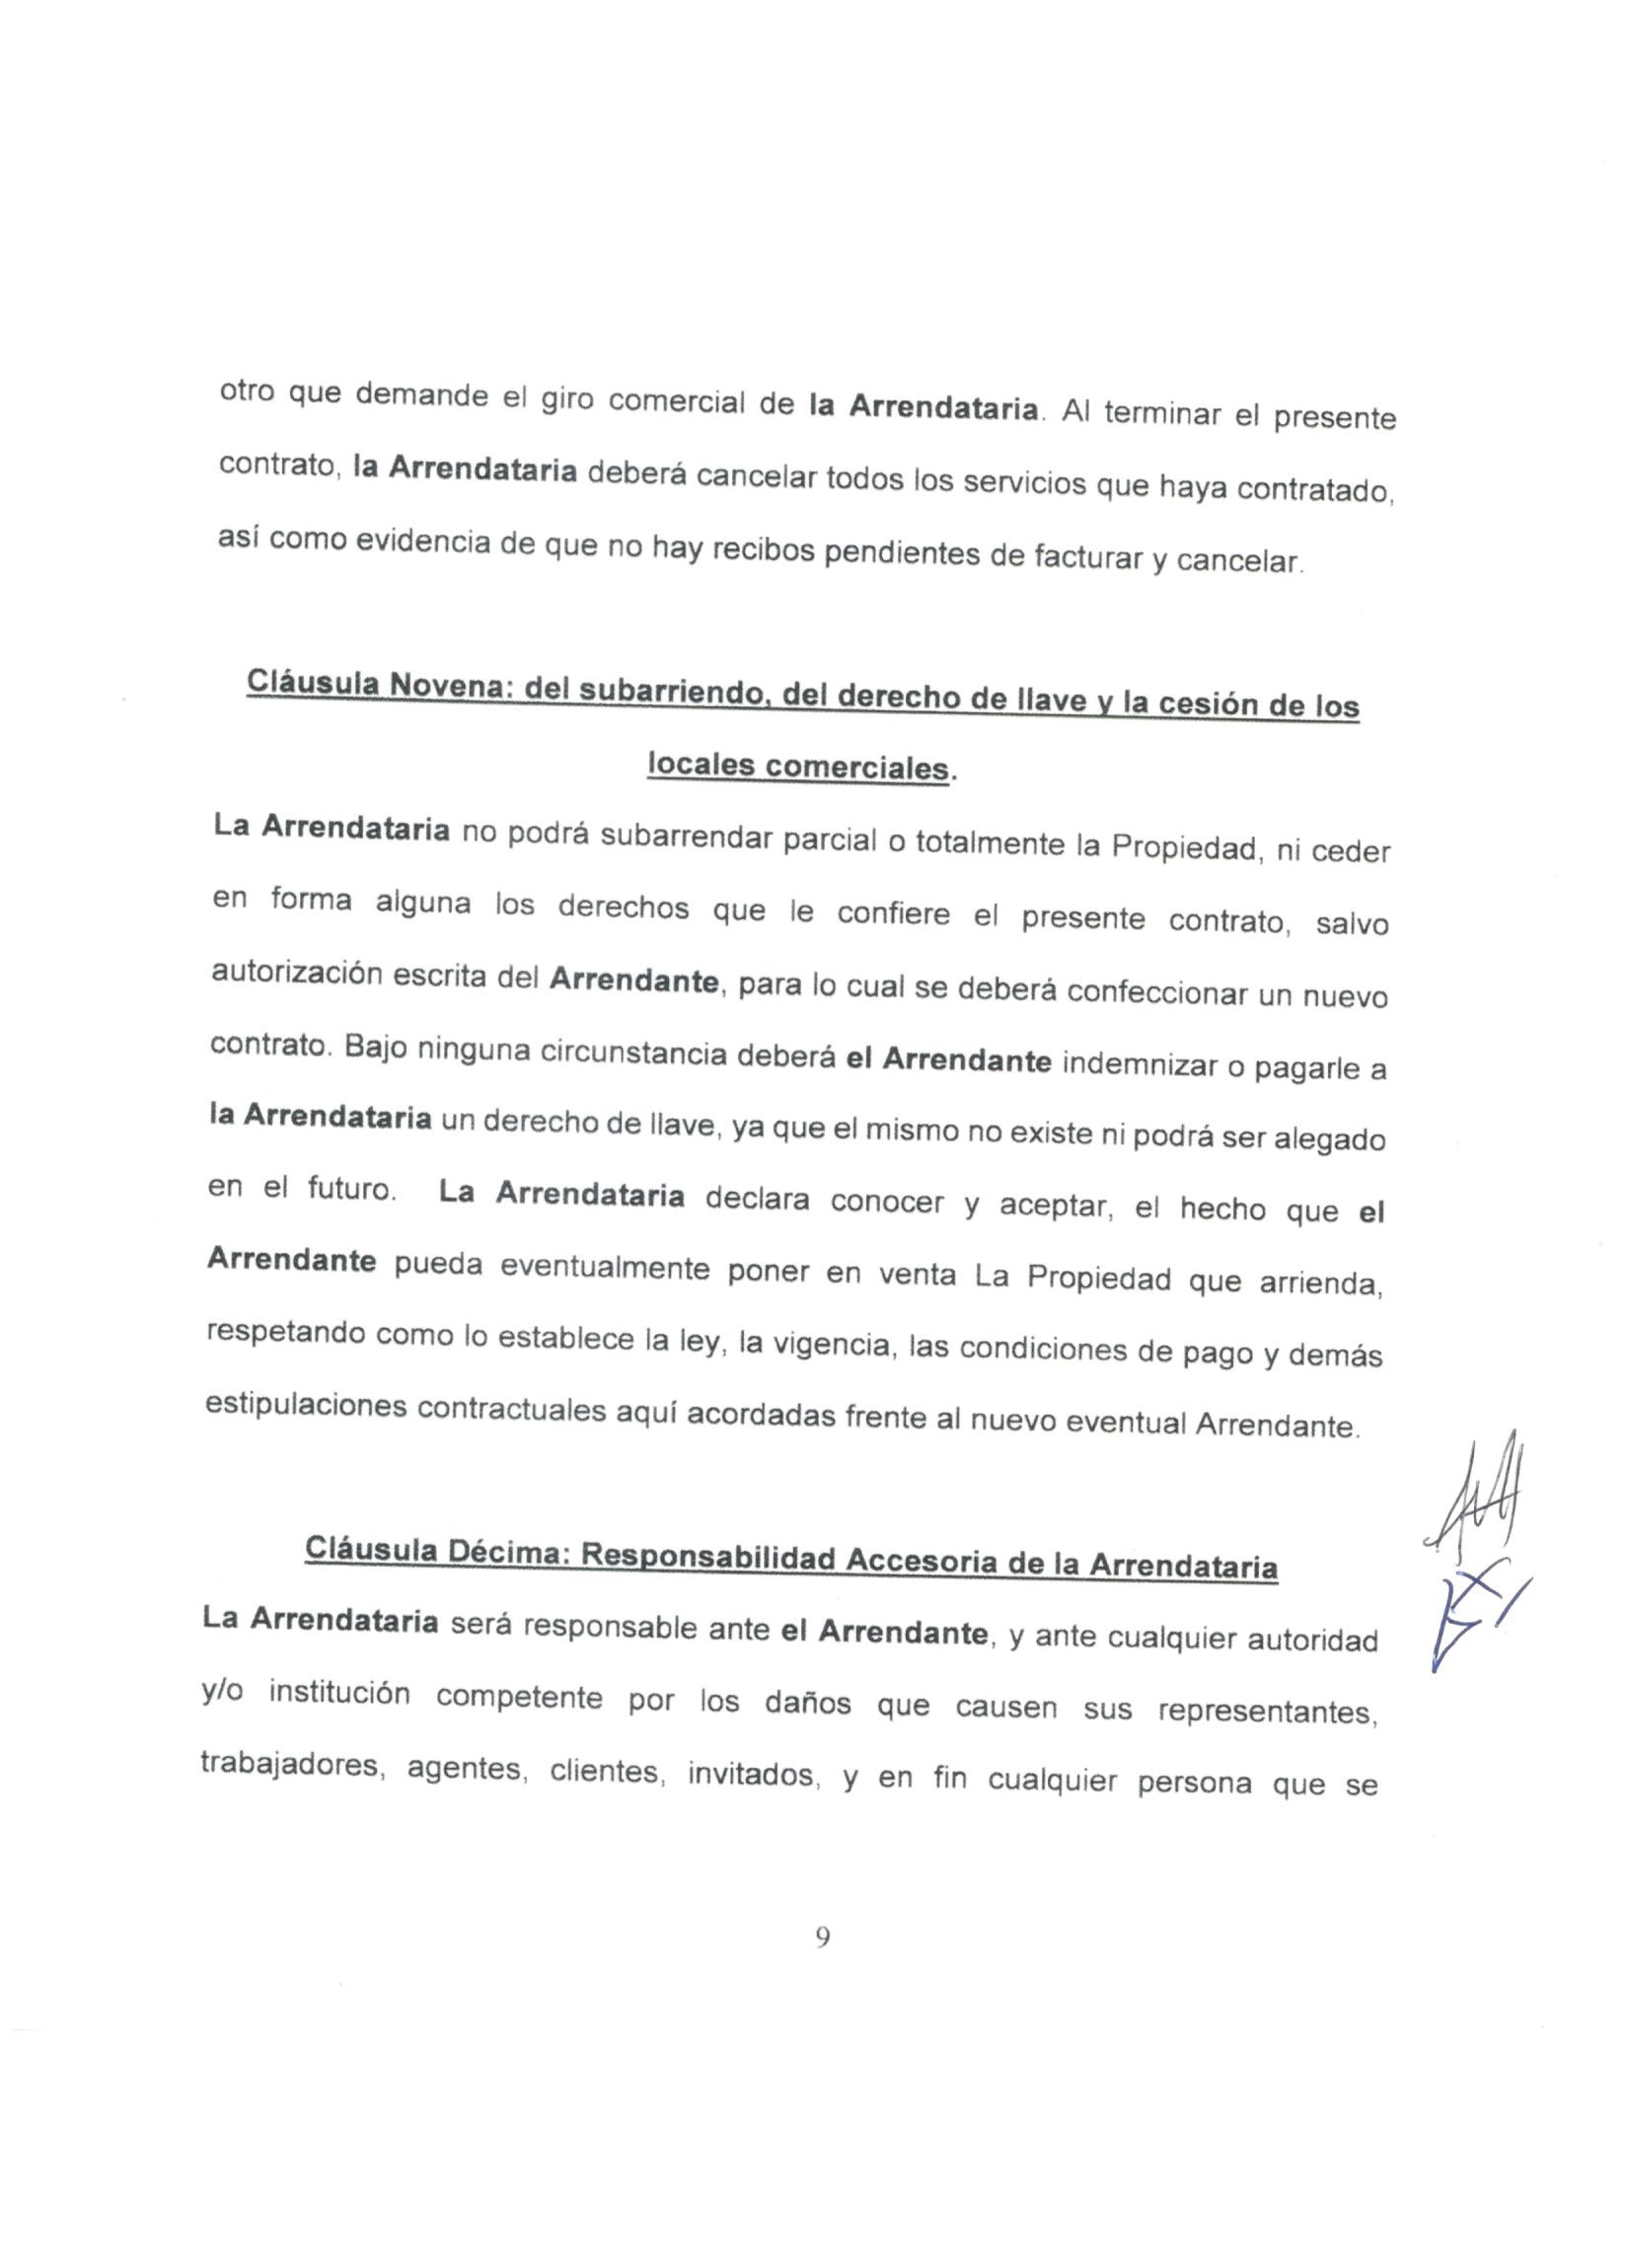 otro que demande el giro comercial de la Arrendataria. Al terminar el presente
contrato, la Arrendataria deberá cancelar todos los servicios que haya contratado,
así como evidencia de que no hay recibos pendientes de facturar y cancelar.
Cláusula Novena: del subarriendo, del derecho de llave y la cesión de los
locales comerciales.
La Arrendataria no podrá subarrendar parcial o totalmente la Propiedad, ni ceder
en forma alguna los derechos que le confiere el presente contrato, salvo
autorización escrita del Arrendante, para lo cual se deberá confeccionar un nuevo
contrato. Bajo ninguna circunstancia deberá el Arrendante indemnizar o pagarle a
la Arrendataria un derecho de llave, ya que el mismo no existe ni podrá ser alegado
en el futuro. La Arrendataria declara conocer y aceptar, el hecho que el
Arrendante pueda eventualmente poner en venta La Propiedad que arrienda,
respetando como lo establece la ley, la vigencia, las condiciones de pago y demás
estipulaciones contractuales aquí acordadas frente al nuevo eventual Arrendante.
Cláusula Décima: Responsabilidad Accesoria de la Arrendataria
La Arrendataria será responsable ante el Arrendante, y ante cualquier autoridad
y/o institución competente por los daños que causen sus representantes,
trabajadores, agentes, clientes, invitados, y en fin cualquier persona que se
9